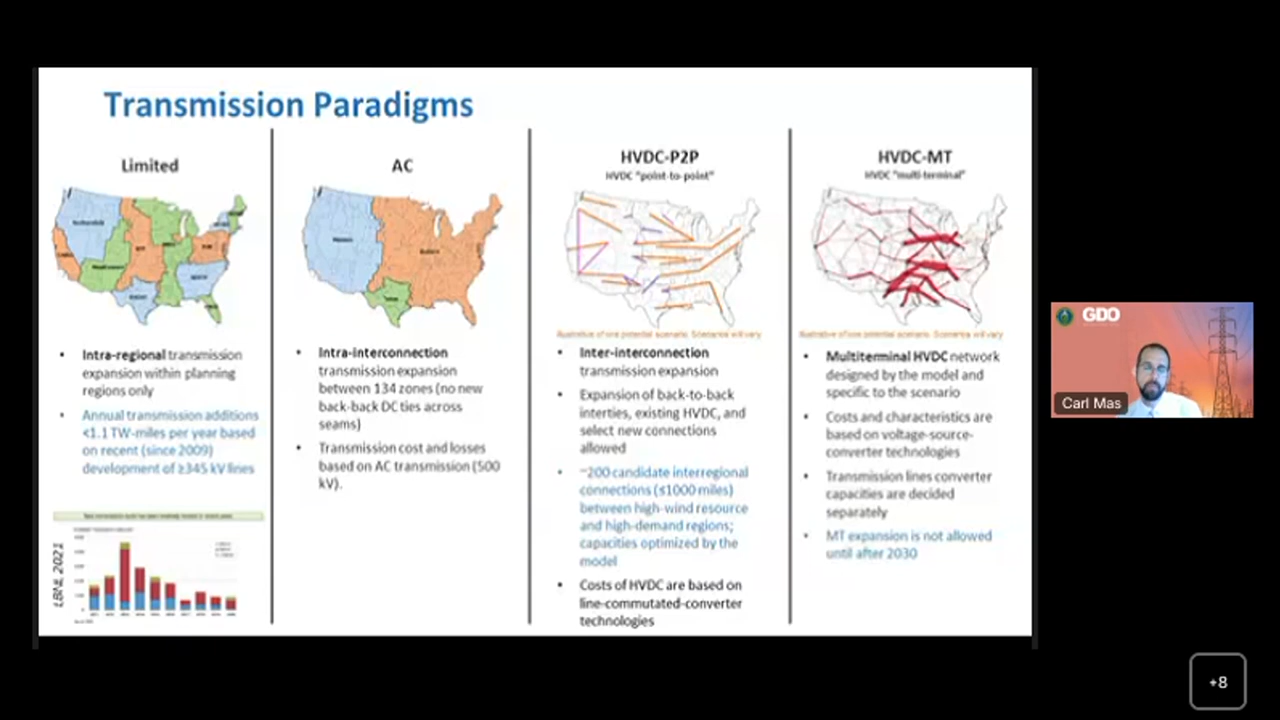 Transmission Paradigms
Limited
Intra-regional transmission
expansion within planning
regions only
Annual transmission additions
<1.1 TW-miles per year based
on recent (since 2009)
development of ≥345 kV lines
LBNL 2021
AC
Intra-interconnection
transmission expansion
between 134 zones (no new
back-back DC ties across
seams)
Transmission cost and losses
based on AC transmission (500
kV).
HVDC-P2P
HVDC "point-to-point"
Illustrative of one potential scenario. Scenarios will vary
Inter-interconnection
transmission expansion
Expansion of back-to-back
interties, existing HVDC, and
select new connections
allowed
~200 candidate interregional
connections (≤1000 miles)
between high-wind resource
and high-demand regions;
capacities optimized by the
model
Costs of HVDC are based on
line-commutated-converter
technologies
HVDC-MT
HVDC "multi-terminal"
Illustrative of one potential scenario. Scenarios will vary
Multiterminal HVDC network
designed by the model and
specific to the scenario
Costs and characteristics are
based on voltage-source-
converter technologies
Transmission lines converter
capacities are decided
separately
MT expansion is not allowed
until after 2030
GDO
Carl Mas
+8